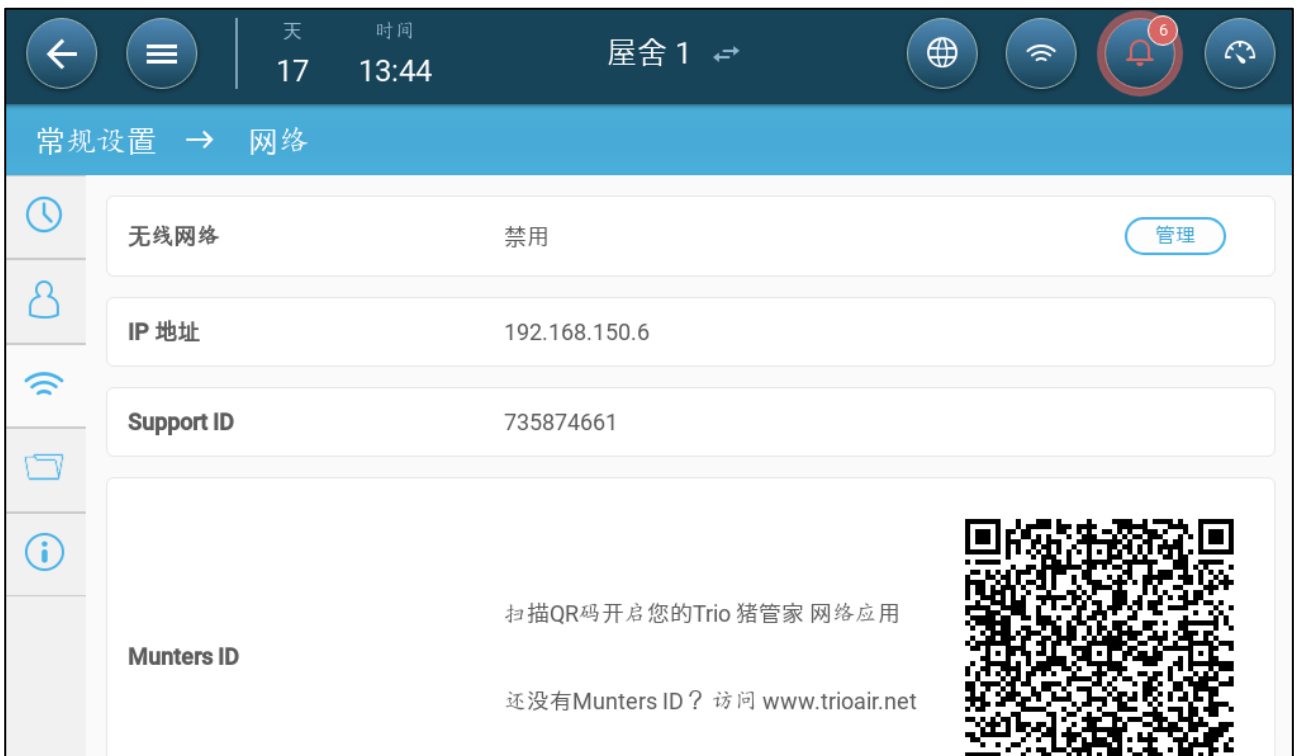 天 时间
17 13:44 屋舍 1 6
常规设置 → 网络
无线网络 禁用 管理
IP 地址 192.168.150.6
Support ID 735874661
扫描QR码开启您的Trio 猪管家 网络应用
Munters ID
还没有Munters ID？访问 www.trioair.net